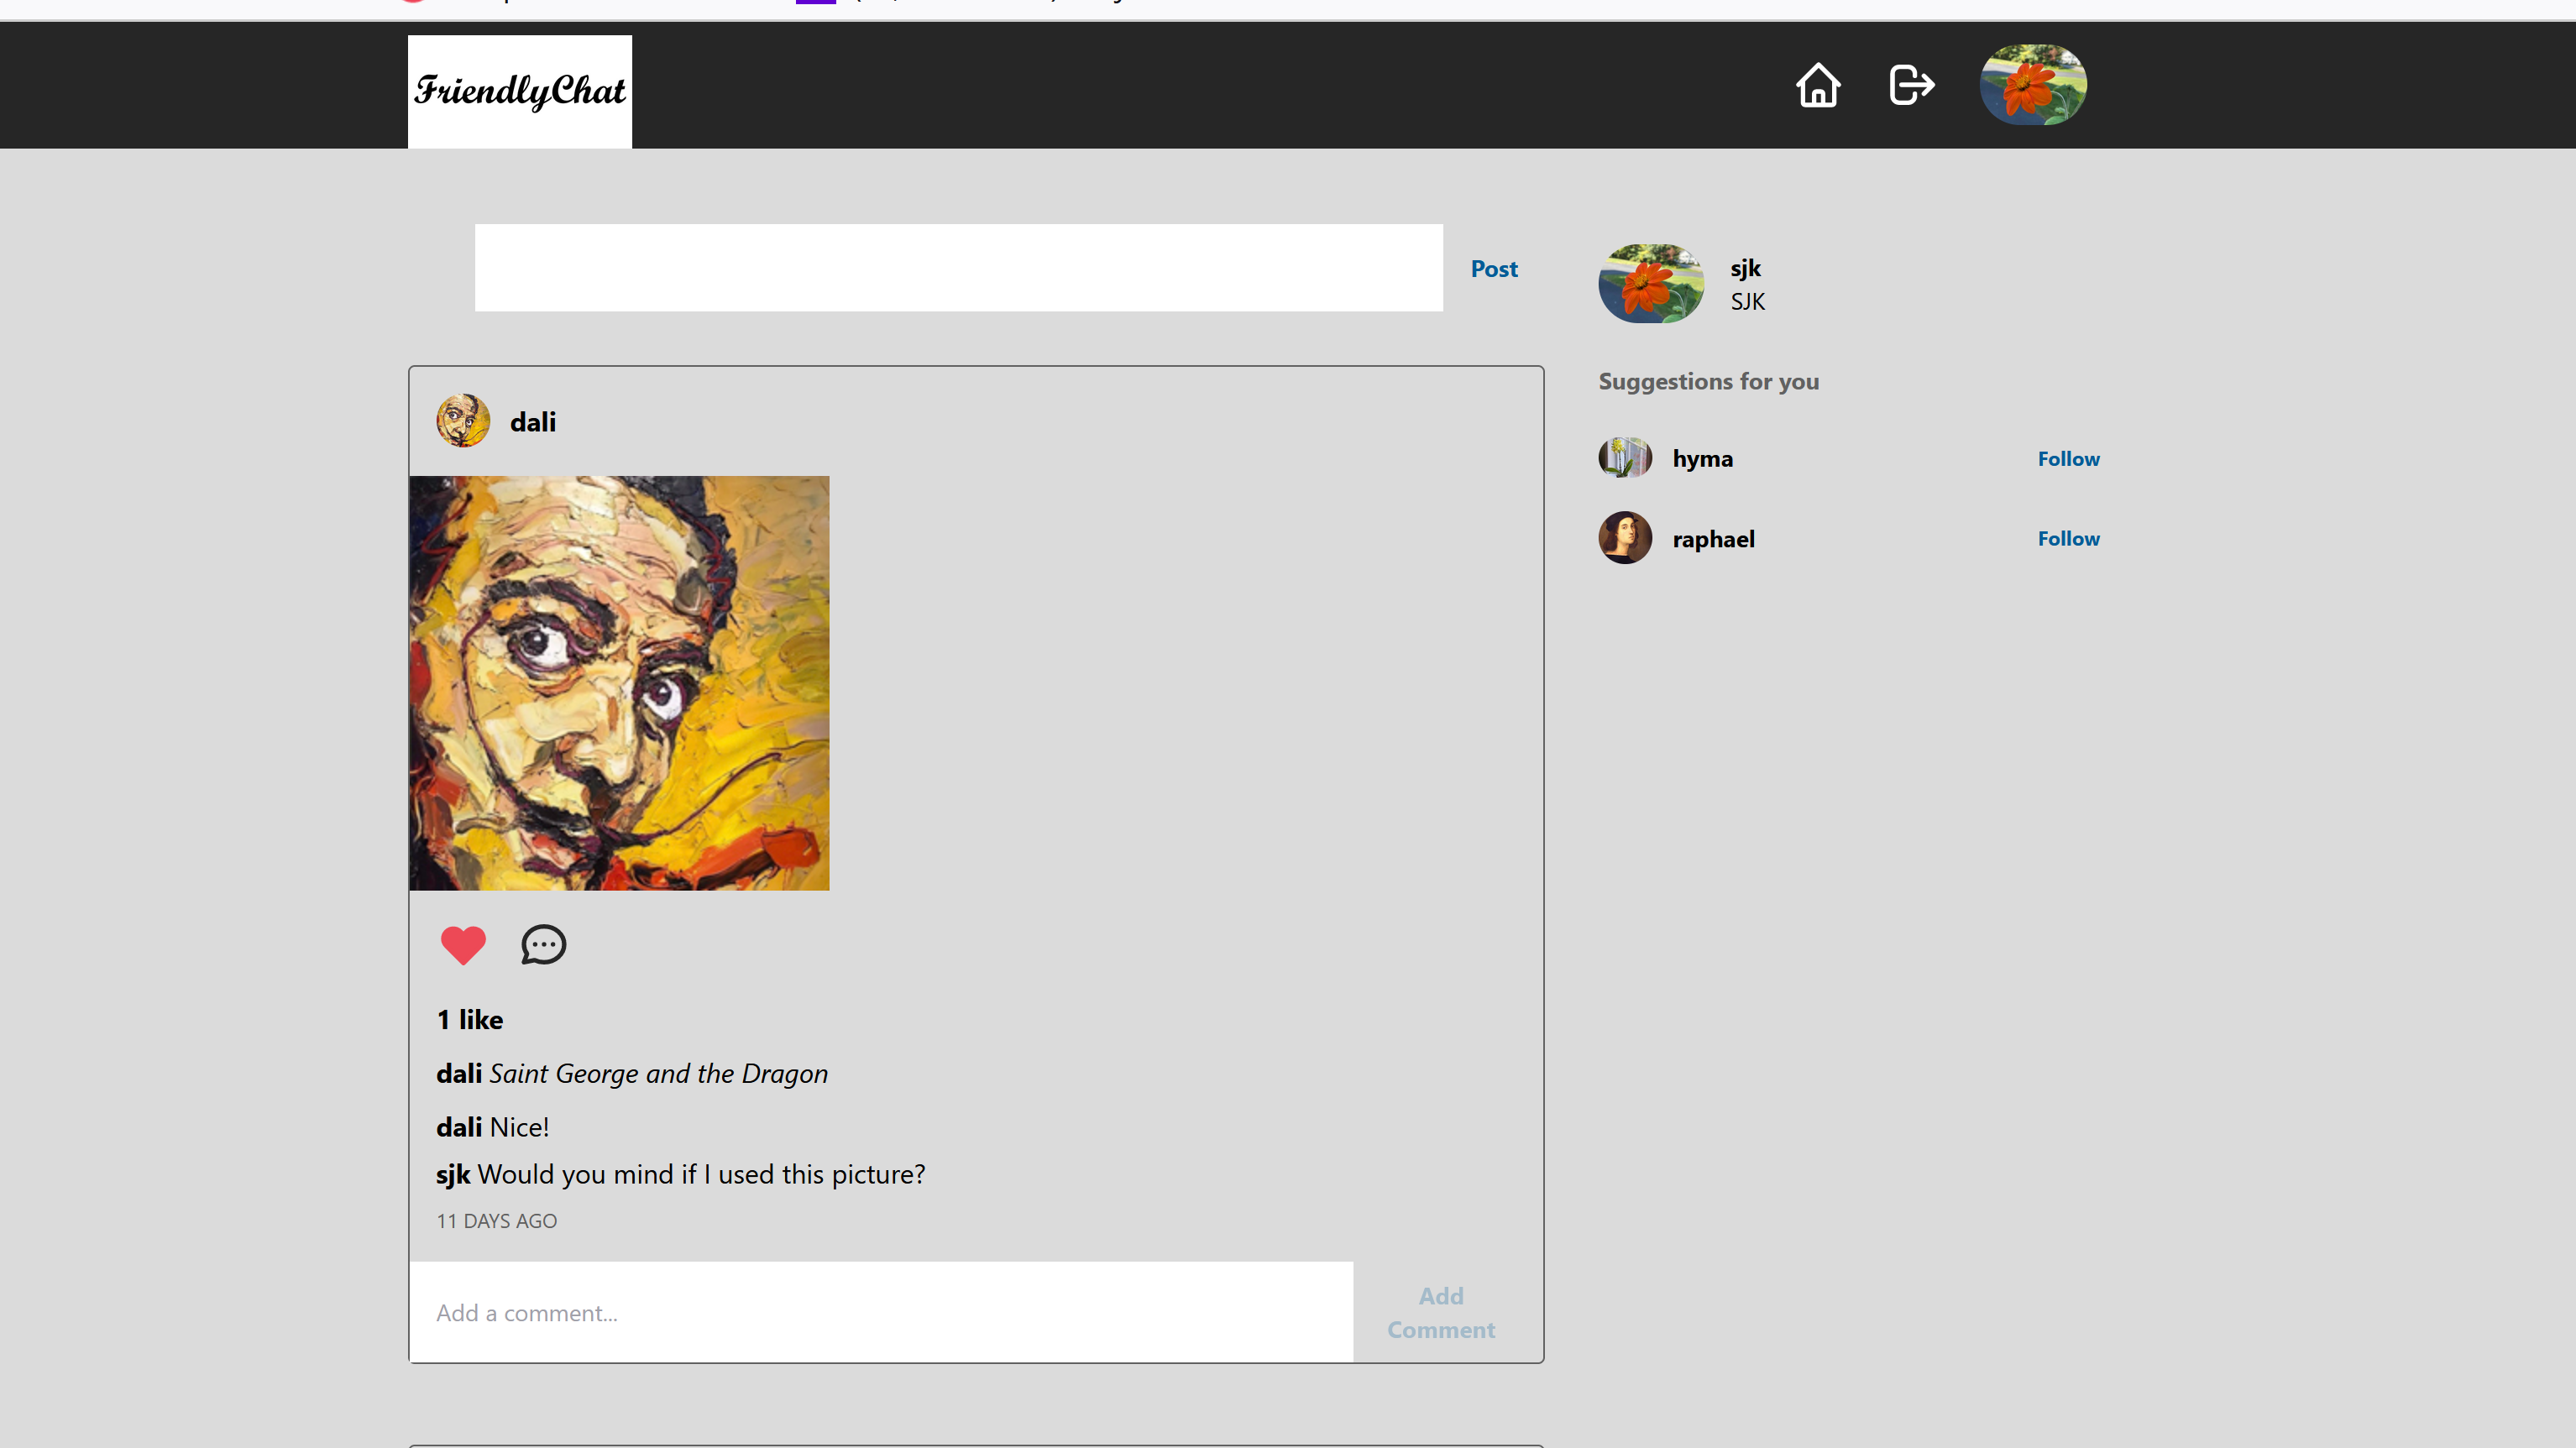 FriendlyChat
Post
sjk
SJK
Suggestions for you
hyma
Follow
raphael
Follow
dali
1 like
dali Saint George and the Dragon
dali Nice!
sjk Would you mind if I used this picture?
11 DAYS AGO
Add a comment...
Add
Comment